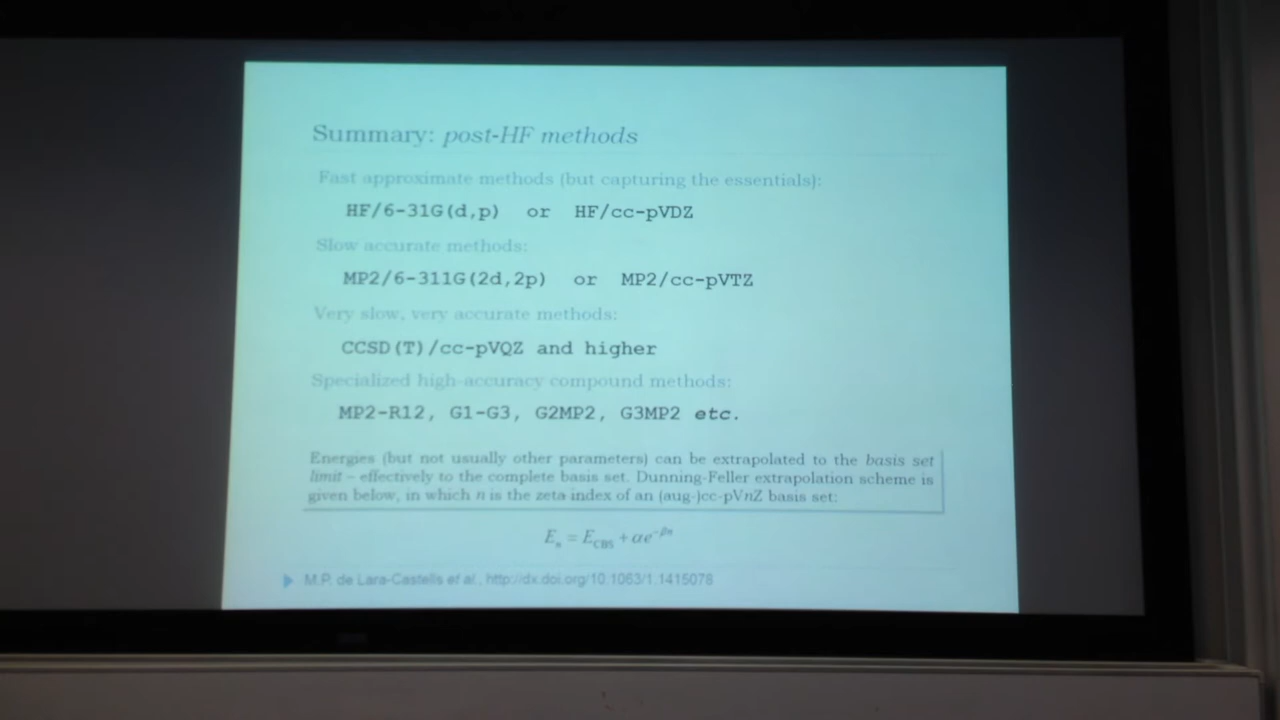 Summary: post-HF methods
Fast approximate methods (but capturing the essentials):
HF/6-31G(d,p) or HF/cc-pVDZ
Slow accurate methods:
MP2/6-311G(2d,2p) or MP2/cc-pVTZ
Very slow, very accurate methods:
CCSD(T)/cc-pVQZ and higher
Specialized high-accuracy compound methods:
MP2-R12, G1-G3, G2MP2, G3MP2 etc.
Energies (but not usually other parameters) can be extrapolated to the basis set
limit – effectively to the complete basis set. Dunning-Feller extrapolation scheme is
given below, in which n is the zeta index of an (aug-)cc-pVnZ basis set:
Eₙ = E_CBS + αe^(−βn)
M.P. de Lara-Castells et al., http://dx.doi.org/10.1063/1.1415078